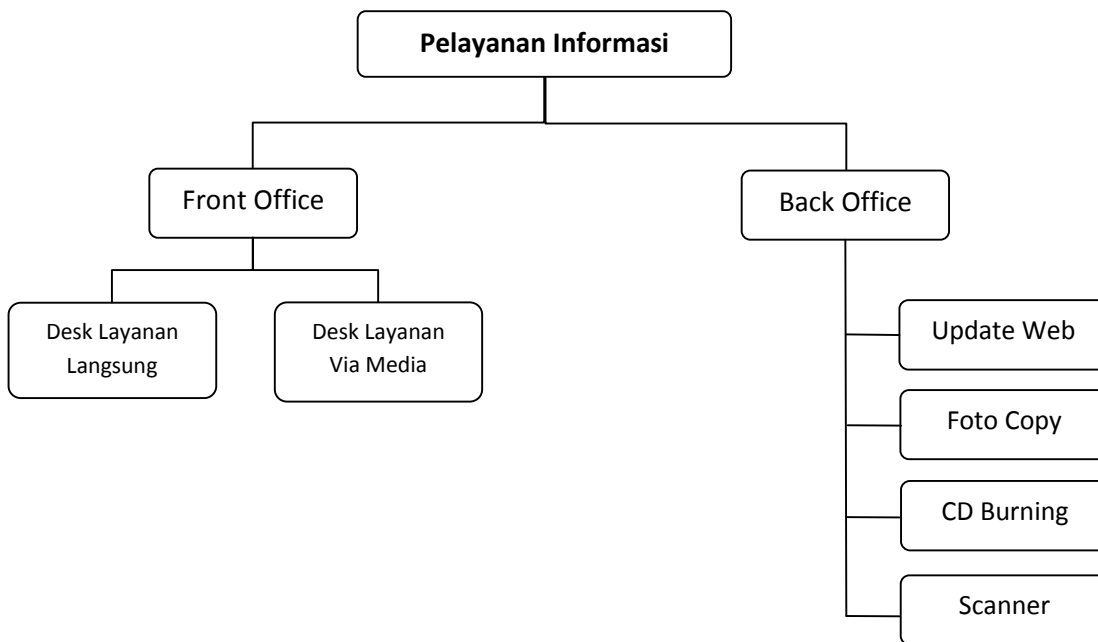 Pelayanan Informasi
Front Office
Back Office
Desk Layanan
Langsung
Desk Layanan
Via Media
Update Web
Foto Copy
CD Burning
Scanner